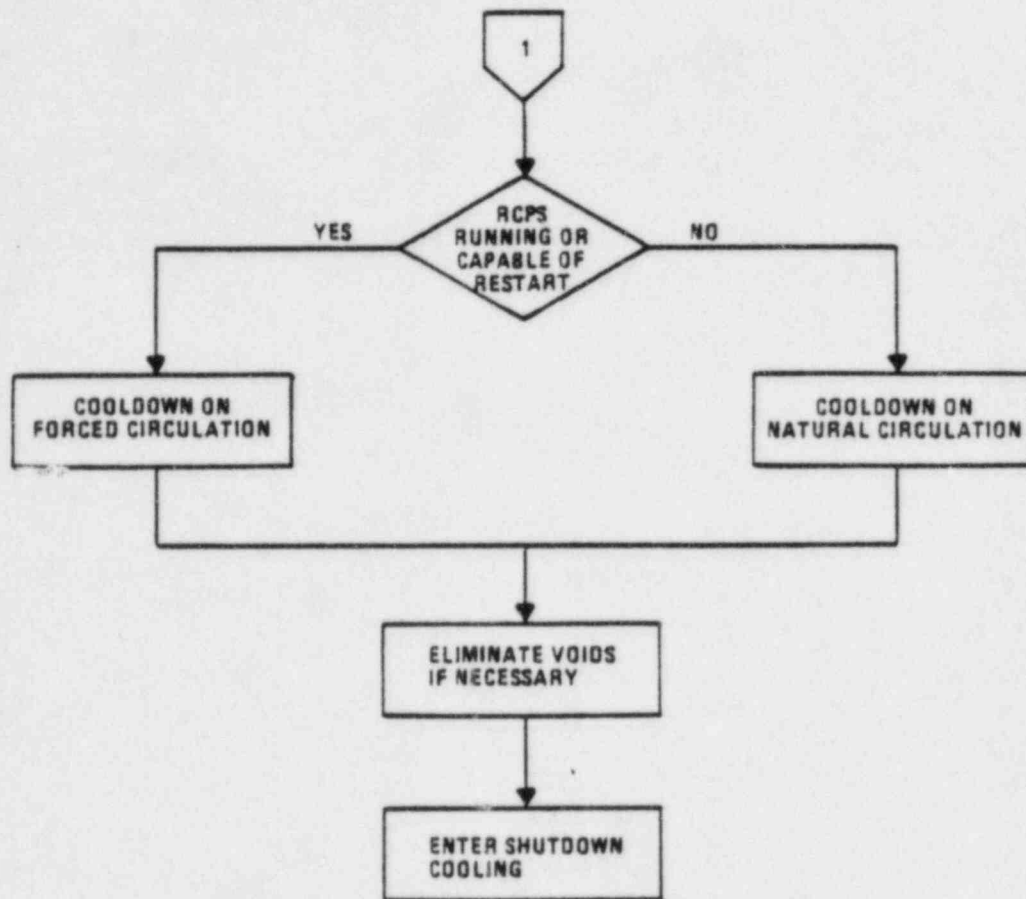 1
RCPS
RUNNING OR
CAPABLE OF
RESTART
YES
NO
COOLDOWN ON
FORCED CIRCULATION
COOLDOWN ON
NATURAL CIRCULATION
ELIMINATE VOIDS
IF NECESSARY
ENTER SHUTDOWN
COOLING